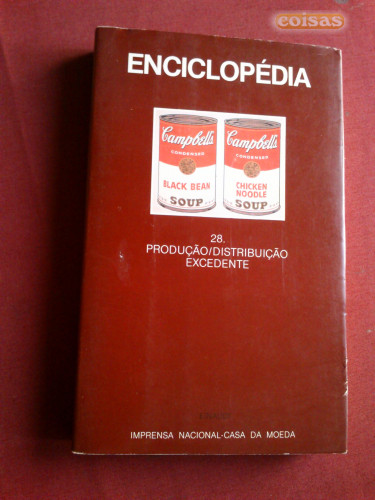 coisas
ENCICLOPÉDIA
Campbell's Campbell's
CONDENSED CONDENSED
BLACK BEAN CHICKEN
NOODLE
SOUP SOUP
28.
PRODUÇÃO/DISTRIBUIÇÃO
EXCEDENTE
IMPRENSA NACIONAL-CASA DA MOEDA